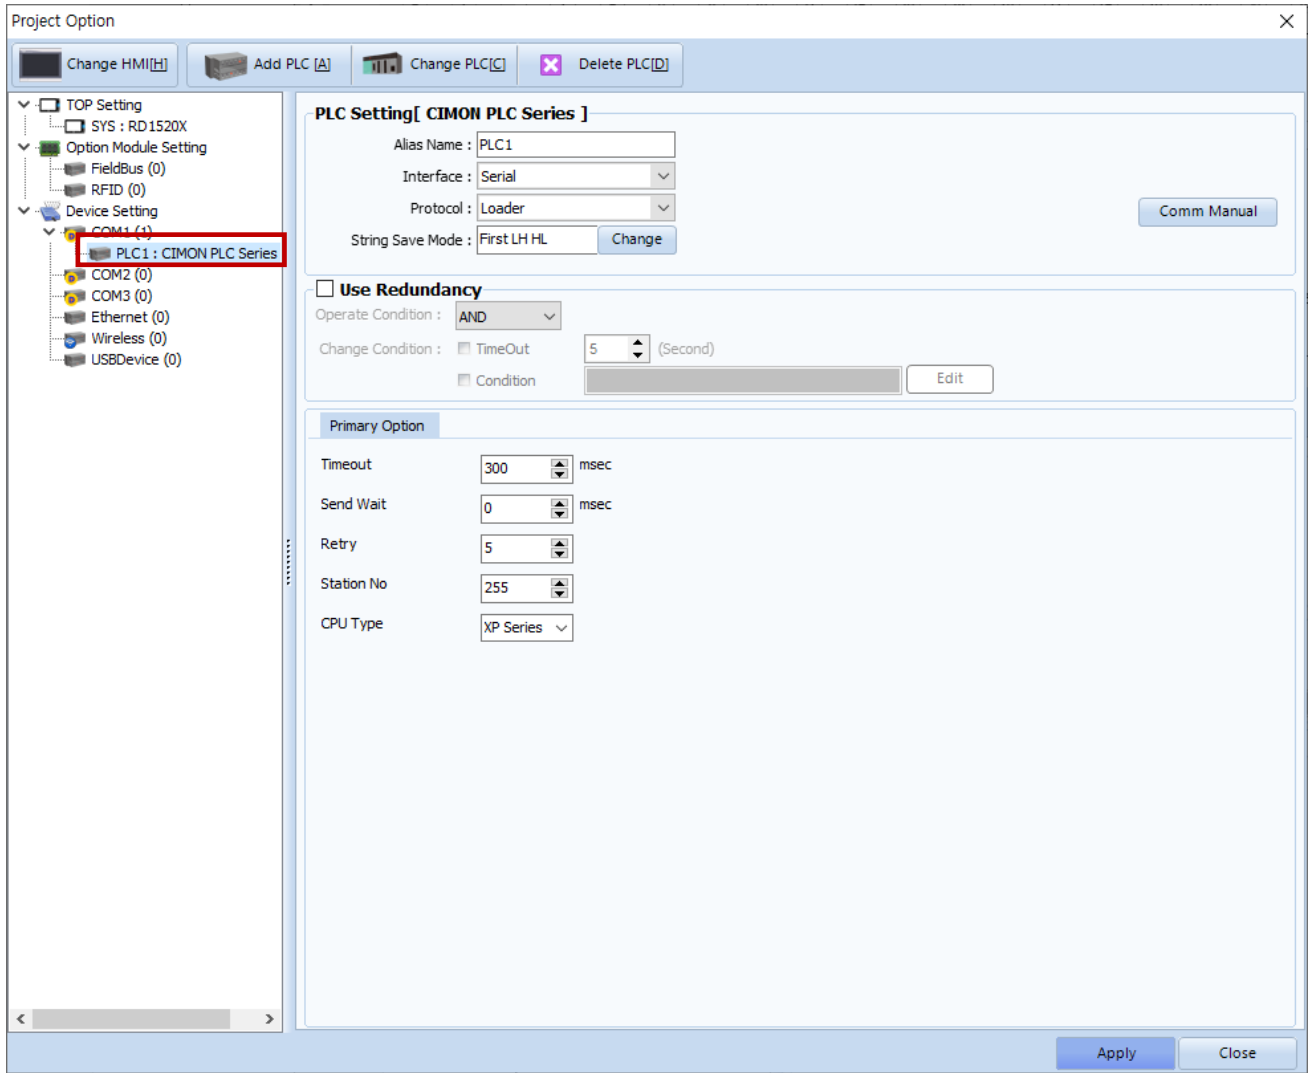 Project Option
Change HMI[H]
Add PLC [A]
Change PLC[C]
Delete PLC[D]
TOP Setting
SYS : RD1520X
Option Module Setting
FieldBus (0)
RFID (0)
Device Setting
COM1 (1)
PLC1 : CIMON PLC Series
COM2 (0)
COM3 (0)
Ethernet (0)
Wireless (0)
USBDevice (0)
PLC Setting[ CIMON PLC Series ]
Alias Name : PLC1
Interface : Serial
Protocol : Loader
Comm Manual
String Save Mode : First LH HL Change
Use Redundancy
Operate Condition : AND
Change Condition : TimeOut 5 (Second)
Condition Edit
Primary Option
Timeout 300 msec
Send Wait 0 msec
Retry 5
Station No 255
CPU Type XP Series
Apply
Close